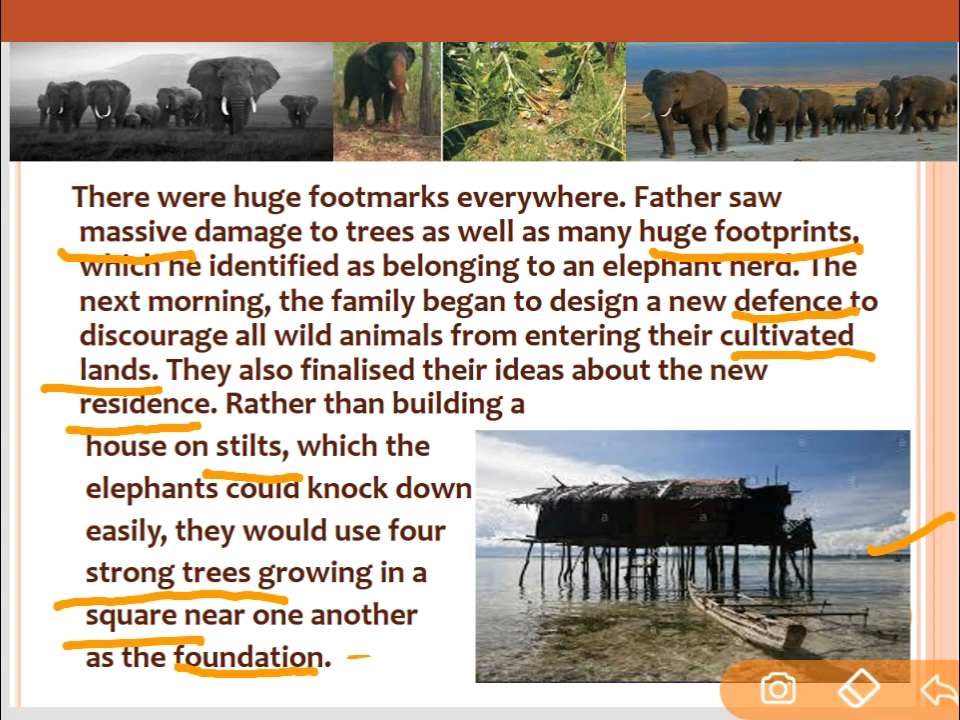 There were huge footmarks everywhere. Father saw
massive damage to trees as well as many huge footprints,
which he identified as belonging to an elephant herd. The
next morning, the family began to design a new defence to
discourage all wild animals from entering their cultivated
lands. They also finalised their ideas about the new
residence. Rather than building a
house on stilts, which the
elephants could knock down
easily, they would use four
strong trees growing in a
square near one another
as the foundation.